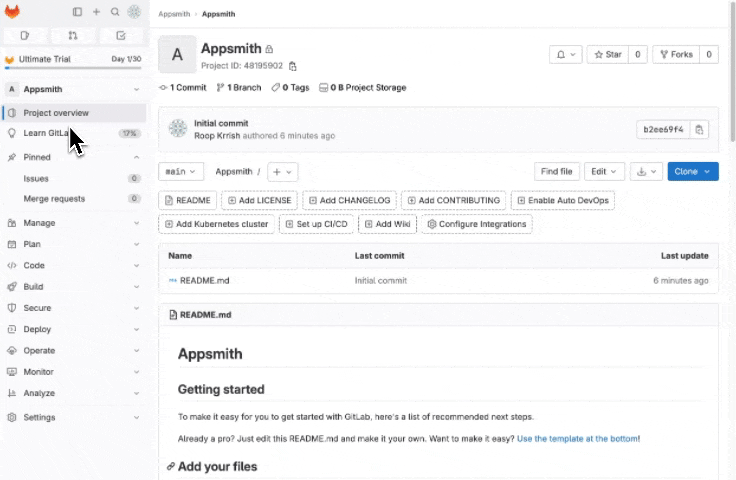 Ultimate Trial Day 1/30
A Appsmith
Project overview
Learn GitLa 17%
Pinned
Issues 0
Merge requests 0
Manage
Plan
Code
Build
Secure
Deploy
Operate
Monitor
Analyze
Settings
Appsmith › Appsmith
A Appsmith
Project ID: 48195902
Star 0 Forks 0
1 Commit 1 Branch 0 Tags 0 B Project Storage
Initial commit
Roop Krrish authored 6 minutes ago
b2ee69f4
main Appsmith / + Find file Edit Clone
README Add LICENSE Add CHANGELOG Add CONTRIBUTING Enable Auto DevOps
Add Kubernetes cluster Set up CI/CD Add Wiki Configure Integrations
Name Last commit Last update
README.md Initial commit 6 minutes ago
README.md
Appsmith
Getting started
To make it easy for you to get started with GitLab, here's a list of recommended next steps.
Already a pro? Just edit this README.md and make it your own. Want to make it easy? Use the template at the bottom!
Add your files